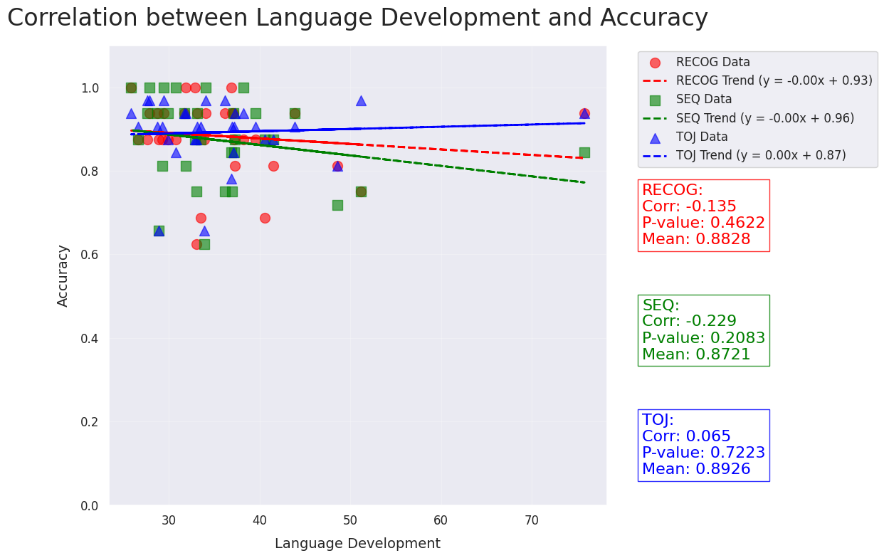 Correlation between Language Development and Accuracy
RECOG Data
RECOG Trend (y = -0.00x + 0.93)
SEQ Data
SEQ Trend (y = -0.00x + 0.96)
TOJ Data
TOJ Trend (y = 0.00x + 0.87)
RECOG:
Corr: -0.135
P-value: 0.4622
Mean: 0.8828
SEQ:
Corr: -0.229
P-value: 0.2083
Mean: 0.8721
TOJ:
Corr: 0.065
P-value: 0.7223
Mean: 0.8926
Accuracy
1.0
0.8
0.6
0.4
0.2
0.0
30 40 50 60 70
Language Development